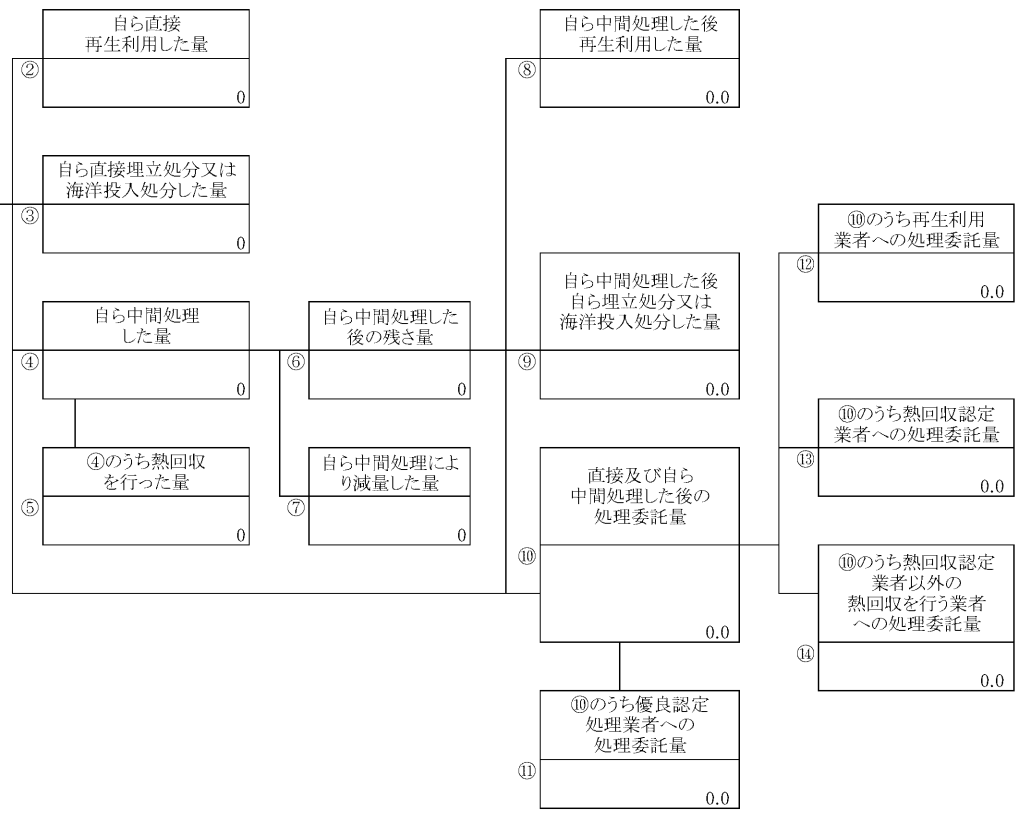 自ら直接
再生利用した量
②
0
自ら直接埋立処分又は
海洋投入処分した量
③
0
自ら中間処理
した量
④
0
④のうち熱回収
を行った量
⑤
0
自ら中間処理した
後の残さ量
⑥
0
自ら中間処理によ
り減量した量
⑦
0
自ら中間処理した後
再生利用した量
⑧
0.0
自ら中間処理した後
自ら埋立処分又は
海洋投入処分した量
⑨
0.0
直接及び自ら
中間処理した後の
処理委託量
⑩
0.0
⑩のうち優良認定
処理業者への
処理委託量
⑪
0.0
⑩のうち再生利用
業者への処理委託量
⑫
0.0
⑩のうち熱回収認定
業者への処理委託量
⑬
0.0
⑩のうち熱回収認定
業者以外の
熱回収を行う業者
への処理委託量
⑭
0.0